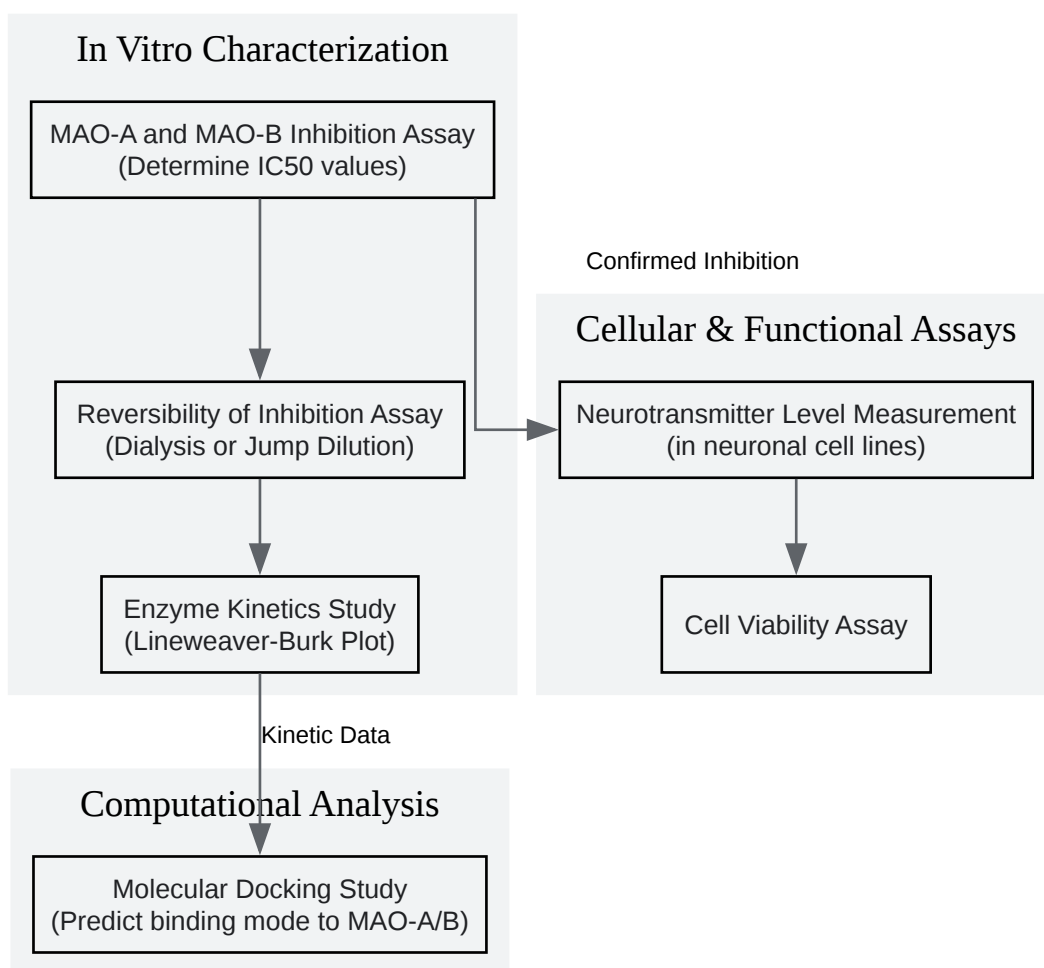 In Vitro Characterization
MAO-A and MAO-B Inhibition Assay
(Determine IC50 values)
Confirmed Inhibition
Cellular & Functional Assays
Reversibility of Inhibition Assay
(Dialysis or Jump Dilution)
Neurotransmitter Level Measurement
(in neuronal cell lines)
Enzyme Kinetics Study
(Lineweaver-Burk Plot)
Cell Viability Assay
Kinetic Data
Computational Analysis
Molecular Docking Study
(Predict binding mode to MAO-A/B)